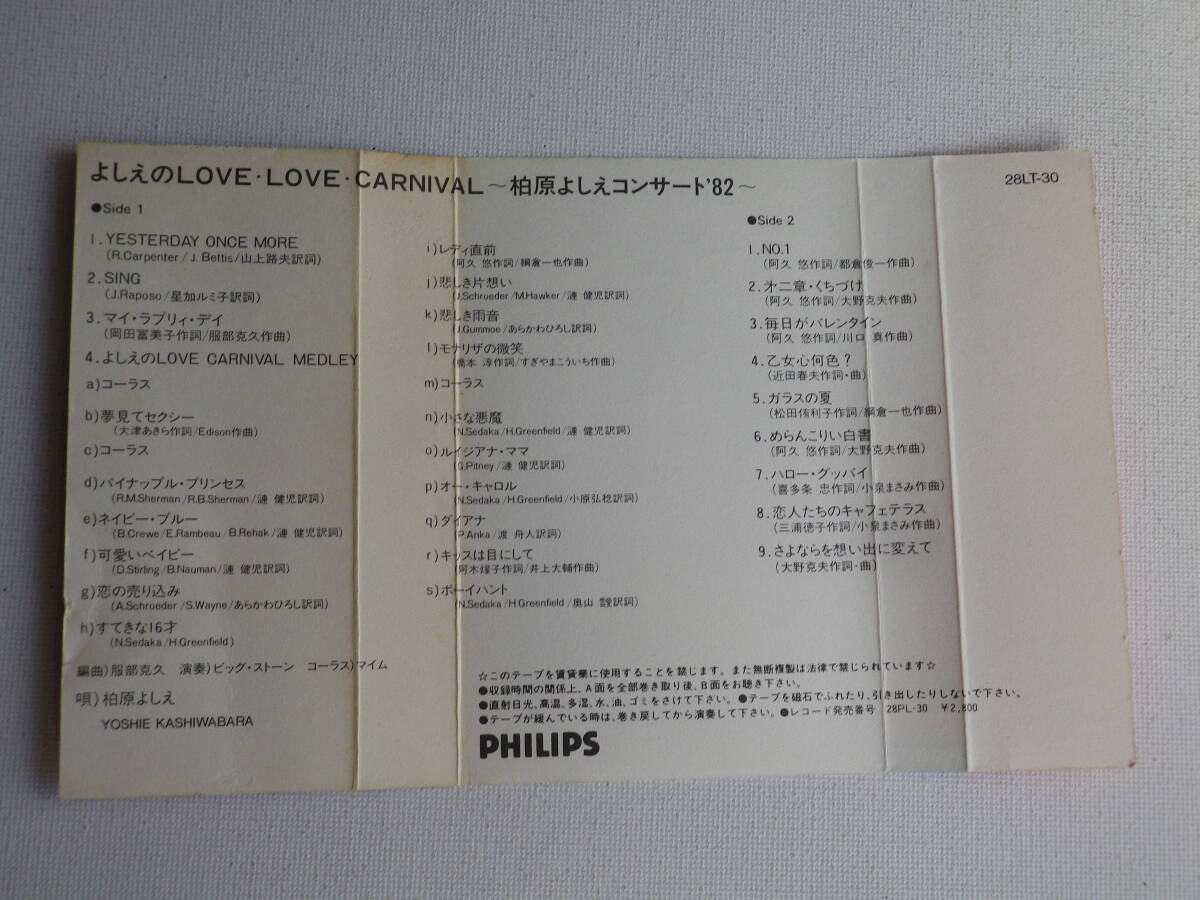 よしえのLOVE・LOVE・CARNIVAL～柏原よしえコンサート'82～
28LT-30
●Side 1
1.YESTERDAY ONCE MORE
(R.Carpenter/J.Bettis/山上路夫訳詞)
2.SING
(J.Raposo/星加ルミ子訳詞)
3.マイ・ラブリィ・デイ
(岡田冨美子作詞/服部克久作曲)
4.よしえのLOVE CARNIVAL MEDLEY
a)コーラス
b)夢見てセクシー
(大津あきら作詞/Edison作曲)
c)コーラス
d)パイナップル・プリンセス
(R.M.Sherman/R.B.Sherman/漣 健児訳詞)
e)ネイビー・ブルー
(B.Crewe/E.Rambeau/B.Rehak/漣 健児訳詞)
f)可愛いベイビー
(D.Stirling/B.Nauman/漣 健児訳詞)
g)恋の売り込み
(A.Schroeder/S.Wayne/あらかわひろし訳詞)
h)すてきな16才
(N.Sedaka/H.Greenfield)
i)レディ直前
(阿久 悠作詞/網倉一也作曲)
j)悲しき片想い
(J.Schroeder/M.Hawker/漣 健児訳詞)
k)悲しき雨音
(J.Gummoe/あらかわひろし訳詞)
l)モナリザの微笑
(橋本 淳作詞/すぎやまこういち作曲)
m)コーラス
n)小さな悪魔
(N.Sedaka/H.Greenfield/漣 健児訳詞)
o)ルイジアナ・ママ
(G.Pitney/漣 健児訳詞)
p)オー・キャロル
(N.Sedaka/H.Greenfield/小原弘稔訳詞)
q)ダイアナ
(P.Anka/渡 舟人訳詞)
r)キッスは目にして
(阿木燿子作詞/井上大輔作曲)
s)ボーイハント
(N.Sedaka/H.Greenfield/奥山 訳詞)
●Side 2
1.NO.1
(阿久 悠作詞/都倉俊一作曲)
2.㐧二章・くちづけ
(阿久 悠作詞/大野克夫作曲)
3.毎日がバレンタイン
(阿久 悠作詞/川口 真作曲)
4.乙女心何色？
(近田春夫作詞・曲)
5.ガラスの夏
(松田侑利子作詞/網倉一也作曲)
6.めらんこりい白書
(阿久 悠作詞/大野克夫作曲)
7.ハロー・グッバイ
(喜多条 忠作詞/小泉まさみ作曲)
8.恋人たちのキャフェテラス
(三浦徳子作詞/小泉まさみ作曲)
9.さよならを想い出に変えて
(大野克夫作詞・曲)
編曲)服部克久 演奏)ビッグ・ストーン コーラス)マイム
唄)柏原よしえ
YOSHIE KASHIWABARA
☆このテープを賃貸業に使用することを禁じます。また無断複製は法律で禁じられています☆
●収録時間の関係上、A面を全部巻き取り後、B面をお聴き下さい。
●直射日光、高温、多湿、水、油、ゴミをさけて下さい。●テープを磁石でふれたり、引き出したりしないで下さい。
●テープが緩んでいる時は、巻き戻してから演奏して下さい。●レコード発売番号 28PL-30 ¥2,800
PHILIPS